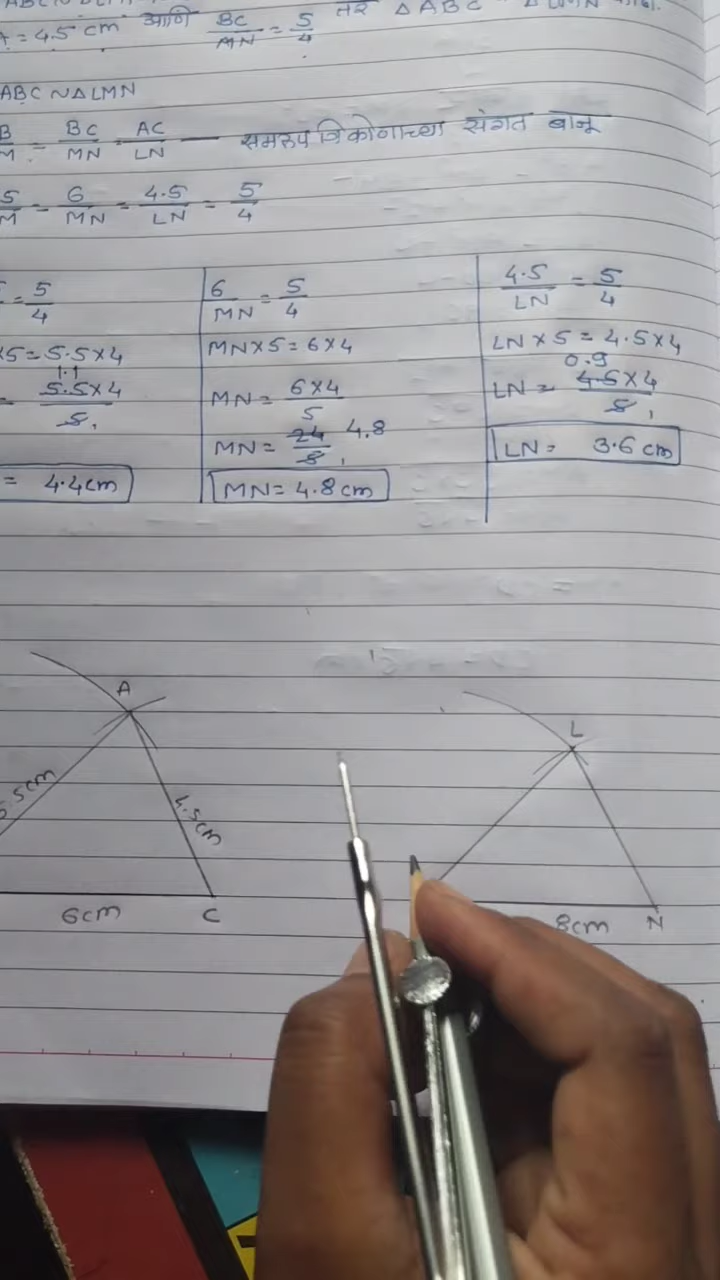 A = 4.5 cm आणि BC/MN = 5/4 तर Δ ABC
ABC ~ Δ LMN
B/M = BC/MN = AC/LN — समरूप त्रिकोणाच्या संगत बाजू
5/M = 6/MN = 4.5/LN = 5/4
= 5/4
×5 = 5.5×4
1.1
= 5.5×4/5 1
= 4.4cm
6/MN = 5/4
MN×5 = 6×4
MN = 6×4/5
MN = 24/5 1 4.8
MN = 4.8 cm
4.5/LN = 5/4
LN × 5 = 4.5×4
0.9
LN = 4.5×4/5 1
LN = 3.6 cm
A
5.5cm
4.5cm
6cm
C
L
8cm
N